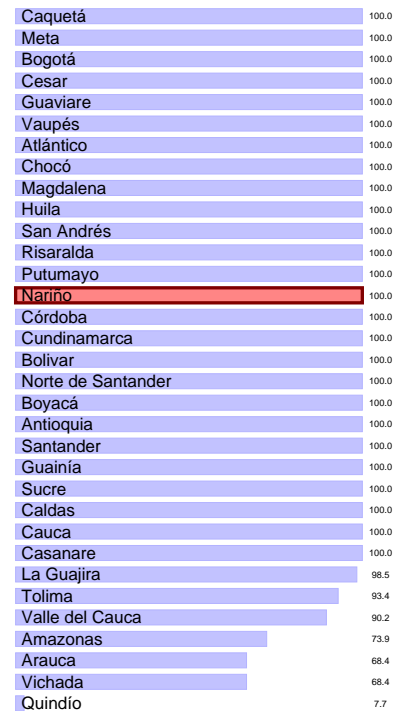 Caquetá 100.0
Meta 100.0
Bogotá 100.0
Cesar 100.0
Guaviare 100.0
Vaupés 100.0
Atlántico 100.0
Chocó 100.0
Magdalena 100.0
Huila 100.0
San Andrés 100.0
Risaralda 100.0
Putumayo 100.0
Nariño 100.0
Córdoba 100.0
Cundinamarca 100.0
Bolivar 100.0
Norte de Santander 100.0
Boyacá 100.0
Antioquia 100.0
Santander 100.0
Guainía 100.0
Sucre 100.0
Caldas 100.0
Cauca 100.0
Casanare 100.0
La Guajira 98.5
Tolima 93.4
Valle del Cauca 90.2
Amazonas 73.9
Arauca 68.4
Vichada 68.4
Quindío 7.7